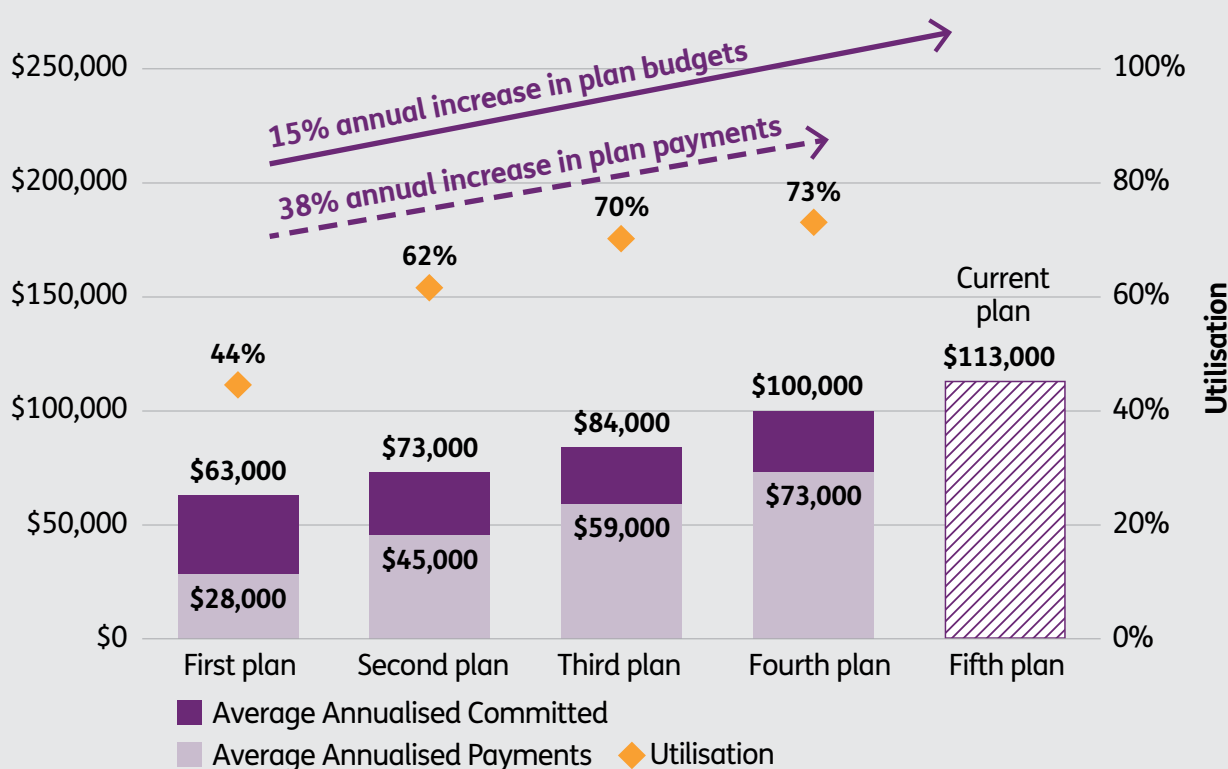 $250,000
$200,000
$150,000
$100,000
$50,000
$0
15% annual increase in plan budgets
38% annual increase in plan payments
44%
62%
70%
73%
Current
plan
$63,000
$28,000
$73,000
$45,000
$84,000
$59,000
$100,000
$73,000
$113,000
100%
80%
60%
40%
20%
0%
Utilisation
First plan
Second plan
Third plan
Fourth plan
Fifth plan
Average Annualised Committed
Average Annualised Payments
Utilisation